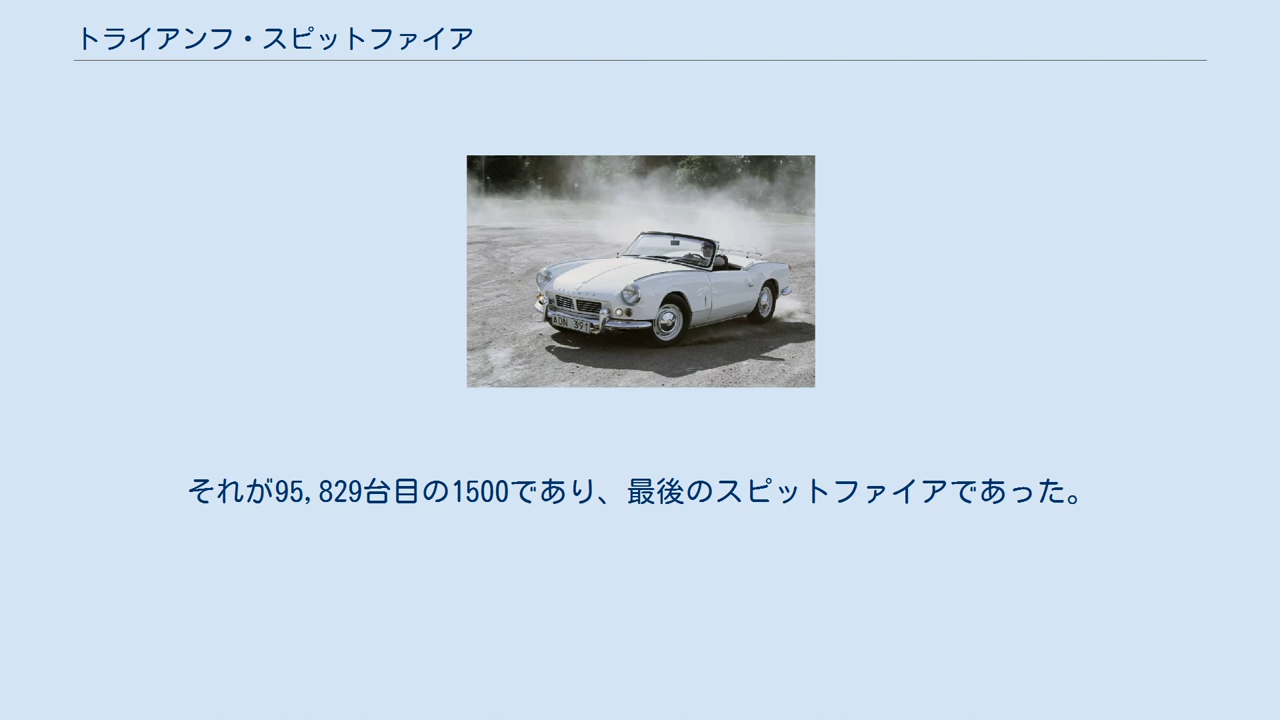 トライアンフ・スピットファイア
ADN 391
それが95,829台目の1500であり、最後のスピットファイアであった。